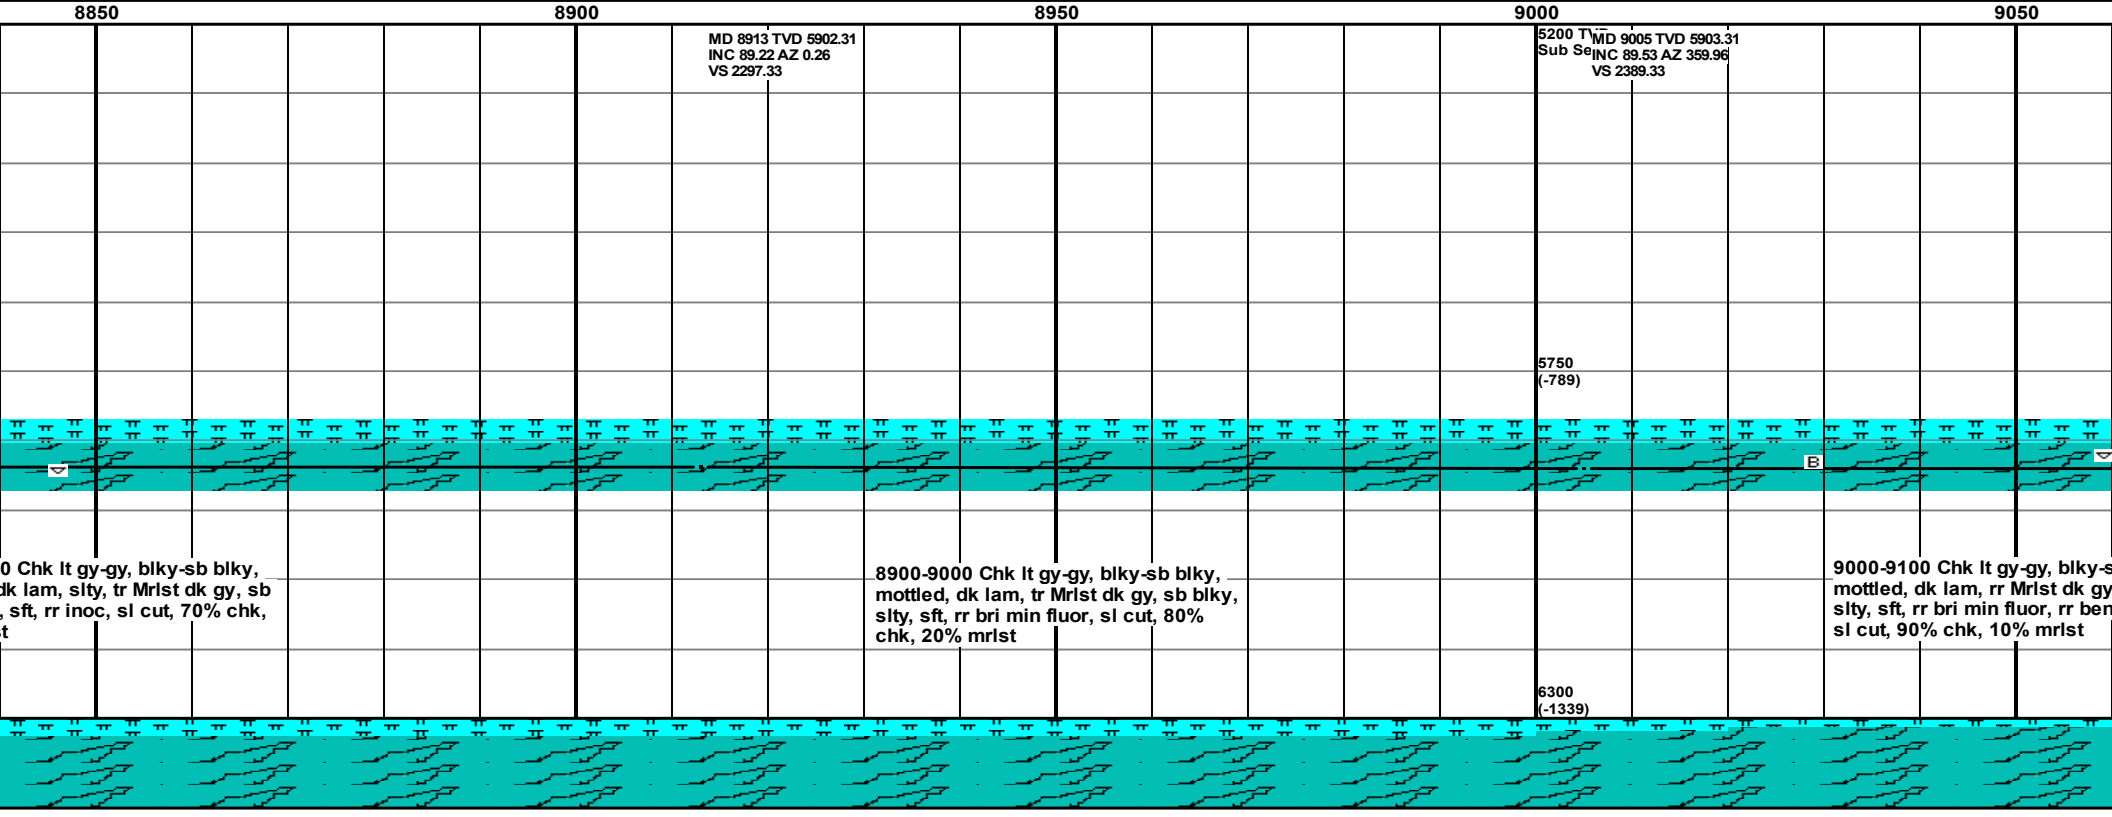 8850 8900 8950 9000 9050
MD 8913 TVD 5902.31
INC 89.22 AZ 0.26
VS 2297.33
5200 TVD
Sub Se
MD 9005 TVD 5903.31
INC 89.53 AZ 359.96
VS 2389.33
5750
(-789)
B
0 Chk lt gy-gy, blky-sb blky,
dk lam, slty, tr Mrlst dk gy, sb
, sft, rr inoc, sl cut, 70% chk,
st
8900-9000 Chk lt gy-gy, blky-sb blky,
mottled, dk lam, tr Mrlst dk gy, sb blky,
slty, sft, rr bri min fluor, sl cut, 80%
chk, 20% mrlst
9000-9100 Chk lt gy-gy, blky-s
mottled, dk lam, rr Mrlst dk gy
slty, sft, rr bri min fluor, rr ben
sl cut, 90% chk, 10% mrlst
6300
(-1339)